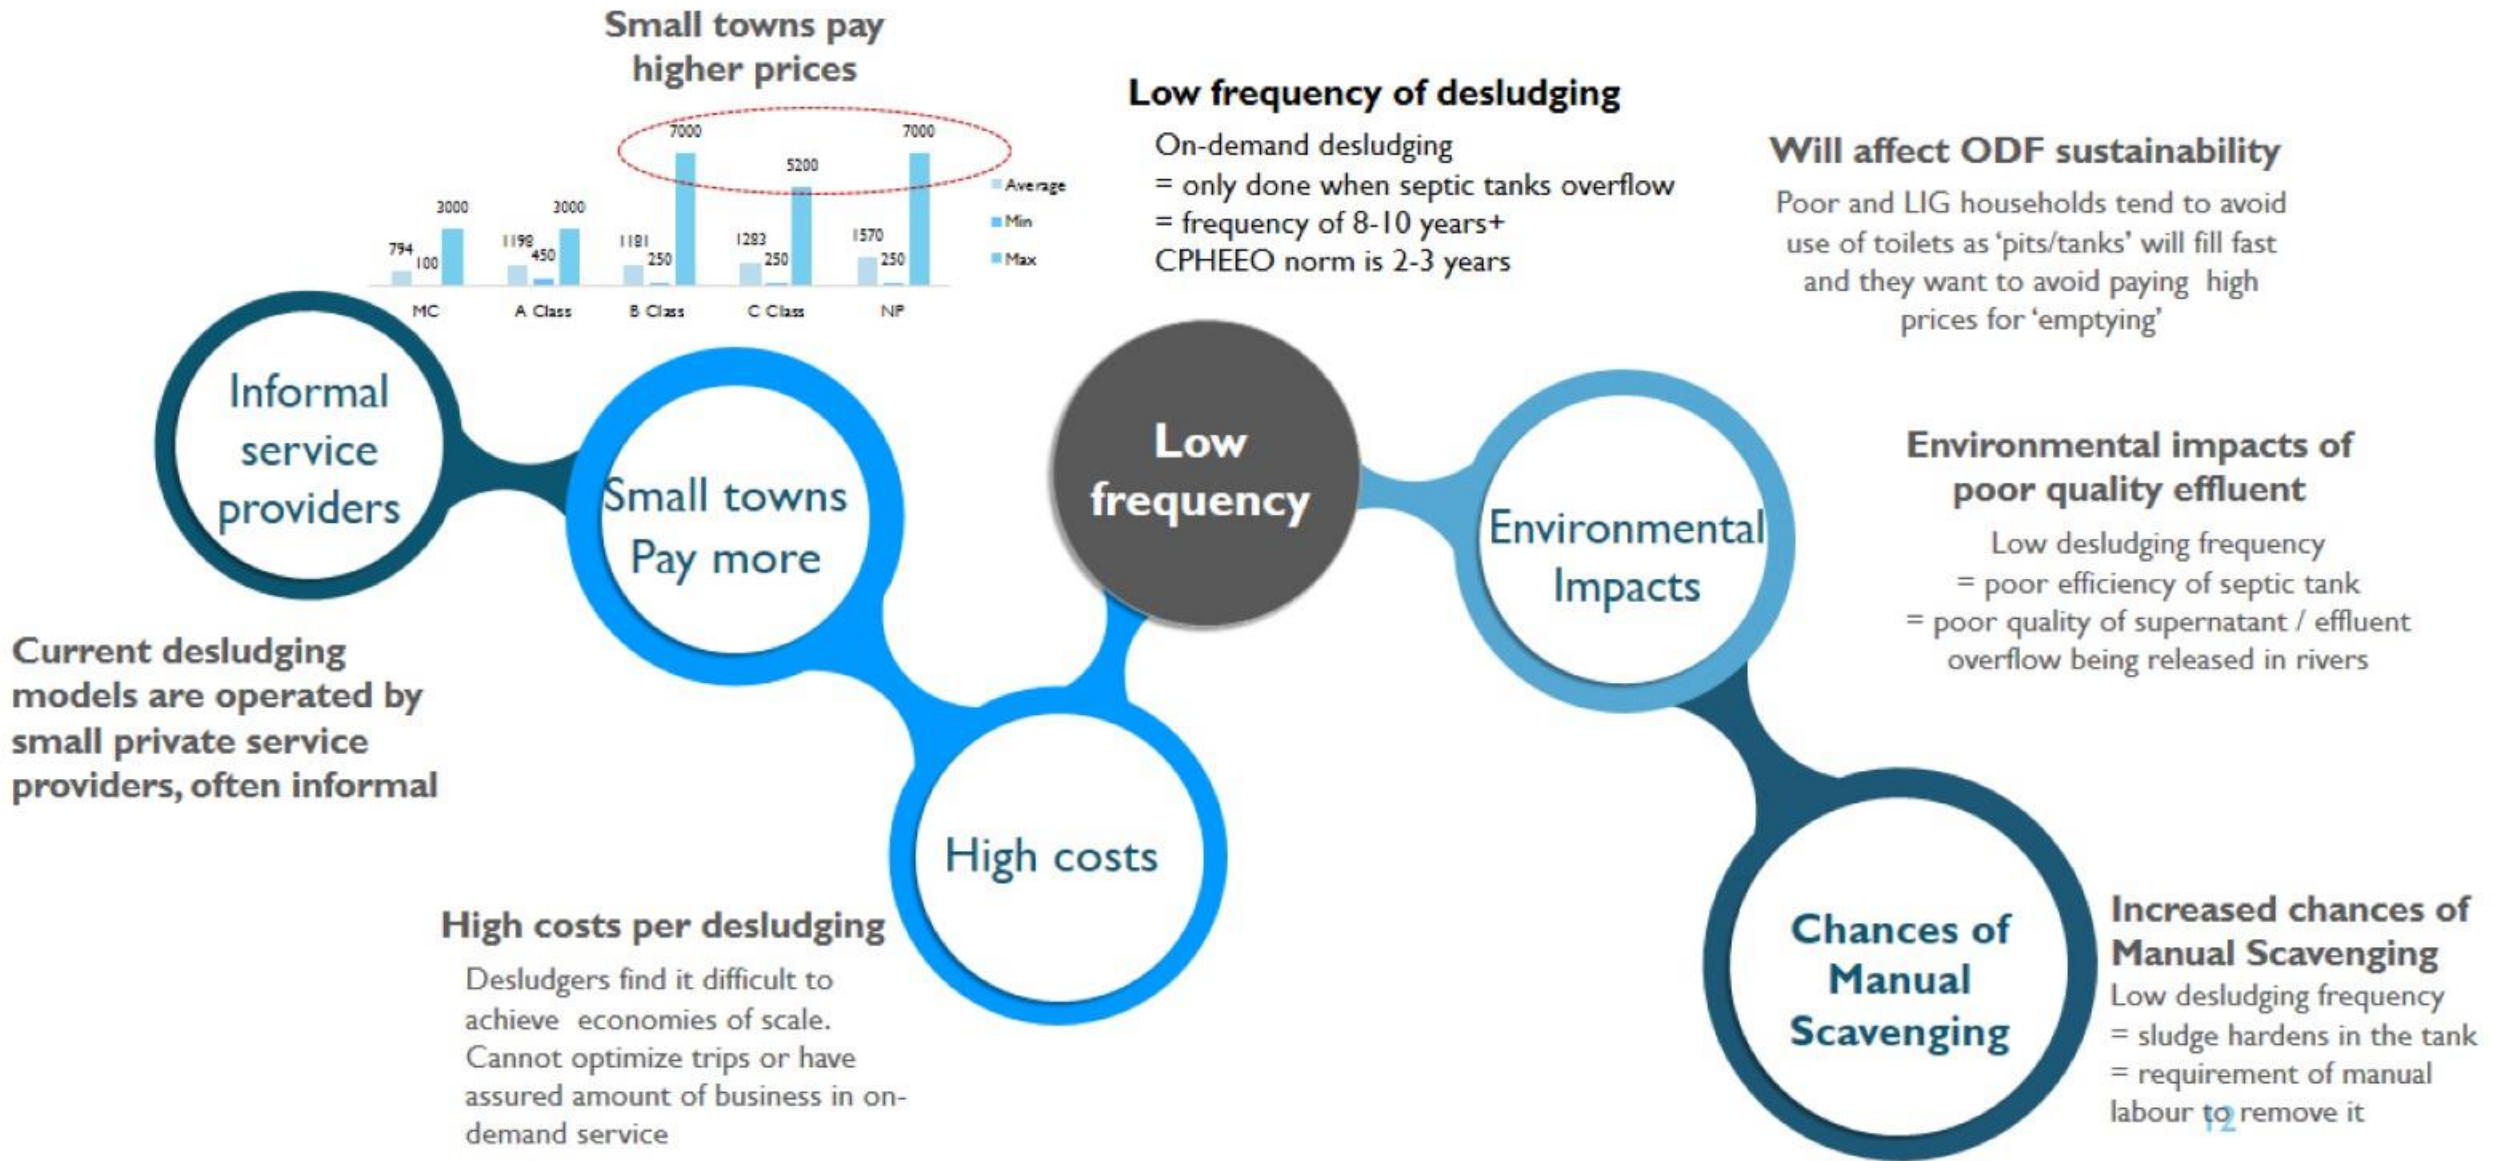 Small towns pay
higher prices
7000
7000
5200
3000
3000
794
100
1198
450
1181
250
1283
250
1570
250
Average
Min
Max
MC
A Class
B Class
C Class
NP
Low frequency of desludging
On-demand desludging
= only done when septic tanks overflow
= frequency of 8-10 years+
CPHEEO norm is 2-3 years
Will affect ODF sustainability
Poor and LIG households tend to avoid
use of toilets as ‘pits/tanks’ will fill fast
and they want to avoid paying high
prices for ‘emptying’
Informal
service
providers
Small towns
Pay more
Low
frequency
Environmental
Impacts
Environmental impacts of
poor quality effluent
Low desludging frequency
= poor efficiency of septic tank
= poor quality of supernatant / effluent
overflow being released in rivers
Current desludging
models are operated by
small private service
providers, often informal
High costs
High costs per desludging
Desludgers find it difficult to
achieve economies of scale.
Cannot optimize trips or have
assured amount of business in on-
demand service
Chances of
Manual
Scavenging
Increased chances of
Manual Scavenging
Low desludging frequency
= sludge hardens in the tank
= requirement of manual
labour to remove it
12